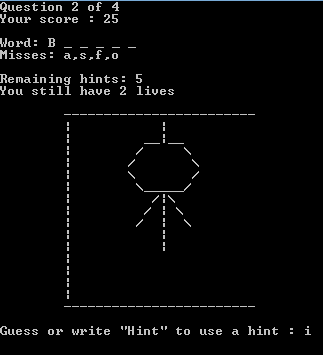 Question 2 of 4
Your score : 25
Word: B _ _ _ _ _
Misses: a,s,f,o
Remaining hints: 5
You still have 2 lives
Guess or write "Hint" to use a hint : i